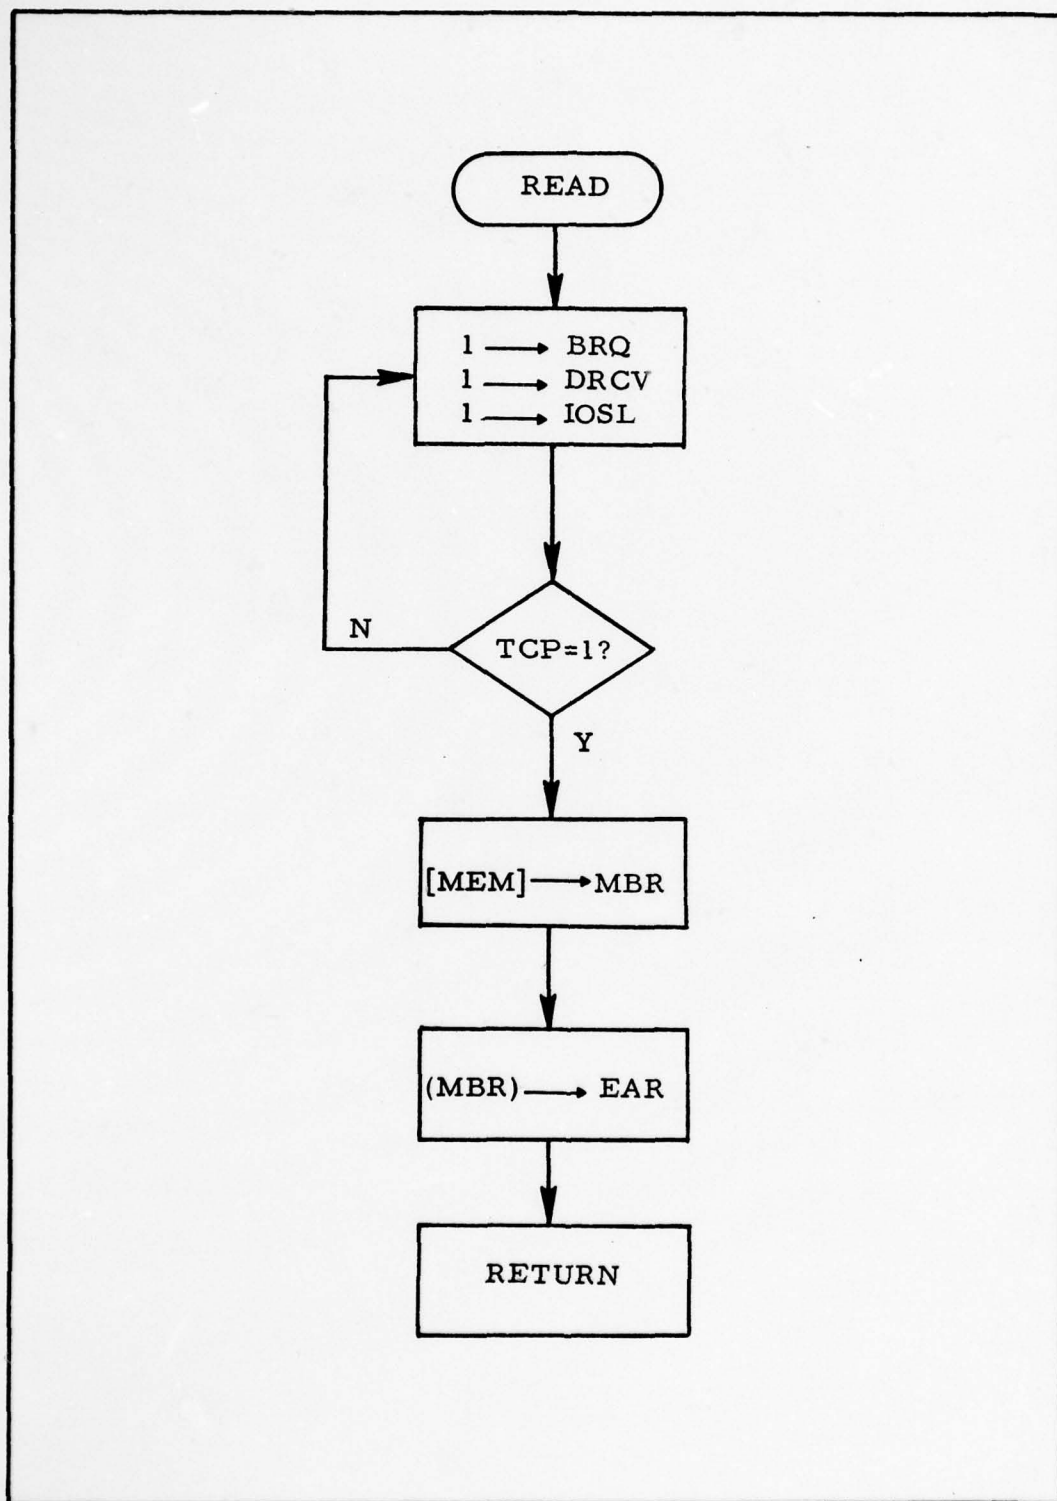 READ
1 → BRQ
1 → DRCV
1 → IOSL
N
TCP=1?
Y
[MEM] → MBR
(MBR) → EAR
RETURN